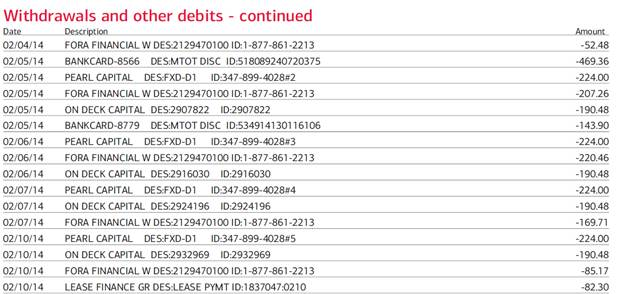 Withdrawals and other debits - continued
Date Description Amount
02/04/14 FORA FINANCIAL W DES:2129470100 ID:1-877-861-2213 -52.48
02/05/14 BANKCARD-8566 DES:MTOT DISC ID:518089240720375 -469.36
02/05/14 PEARL CAPITAL DES:FXD-D1 ID:347-899-4028#2 -224.00
02/05/14 FORA FINANCIAL W DES:2129470100 ID:1-877-861-2213 -207.26
02/05/14 ON DECK CAPITAL DES:2907822 ID:2907822 -190.48
02/05/14 BANKCARD-8779 DES:MTOT DISC ID:534914130116106 -143.90
02/06/14 PEARL CAPITAL DES:FXD-D1 ID:347-899-4028#3 -224.00
02/06/14 FORA FINANCIAL W DES:2129470100 ID:1-877-861-2213 -220.46
02/06/14 ON DECK CAPITAL DES:2916030 ID:2916030 -190.48
02/07/14 PEARL CAPITAL DES:FXD-D1 ID:347-899-4028#4 -224.00
02/07/14 ON DECK CAPITAL DES:2924196 ID:2924196 -190.48
02/07/14 FORA FINANCIAL W DES:2129470100 ID:1-877-861-2213 -169.71
02/10/14 PEARL CAPITAL DES:FXD-D1 ID:347-899-4028#5 -224.00
02/10/14 ON DECK CAPITAL DES:2932969 ID:2932969 -190.48
02/10/14 FORA FINANCIAL W DES:2129470100 ID:1-877-861-2213 -85.17
02/10/14 LEASE FINANCE GR DES:LEASE PYMT ID:1837047:0210 -82.30